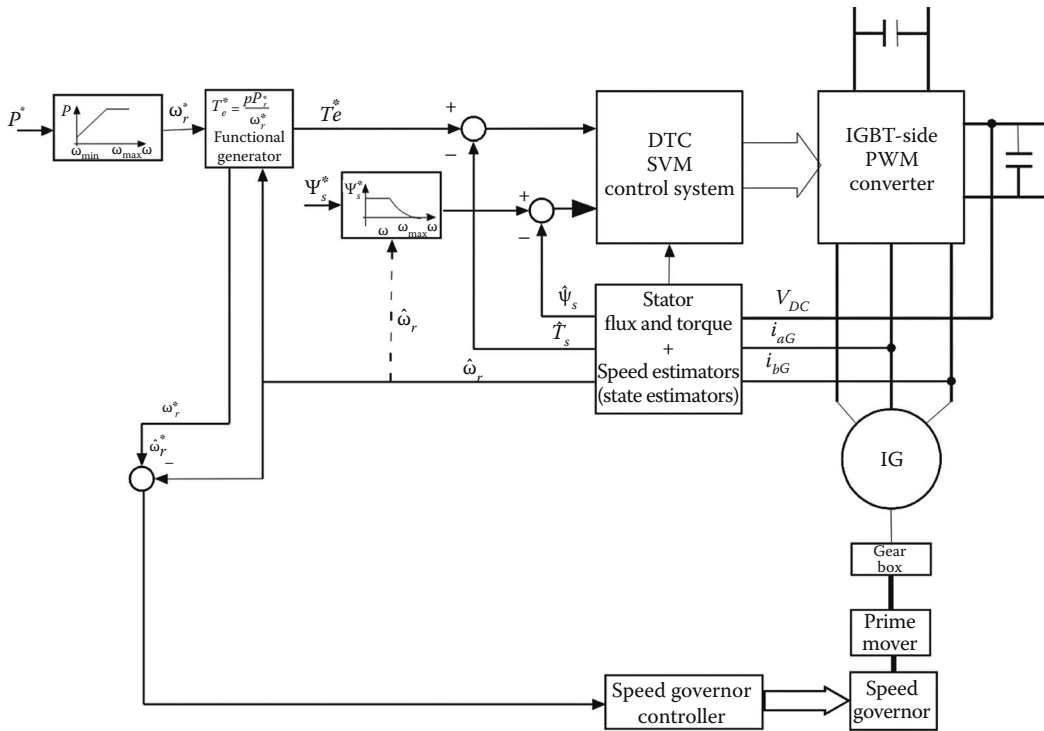 P*
P
ω_min ω_max ω
ω_r*
T_e* = pP_r*/ω_r*
Functional
generator
Te*
+
−
DTC
SVM
control system
IGBT-side
PWM
converter
Ψ_s*
Ψ_s*
ω ω_max ω
+
−
ω̂_r
Ψ̂_s
T̂_s
ω̂_r
Stator
flux and torque
+
Speed estimators
(state estimators)
V_DC
i_aG
i_bG
ω_r*
ω̂_r*
−
IG
Gear
box
Prime
mover
Speed governor
controller
Speed
governor